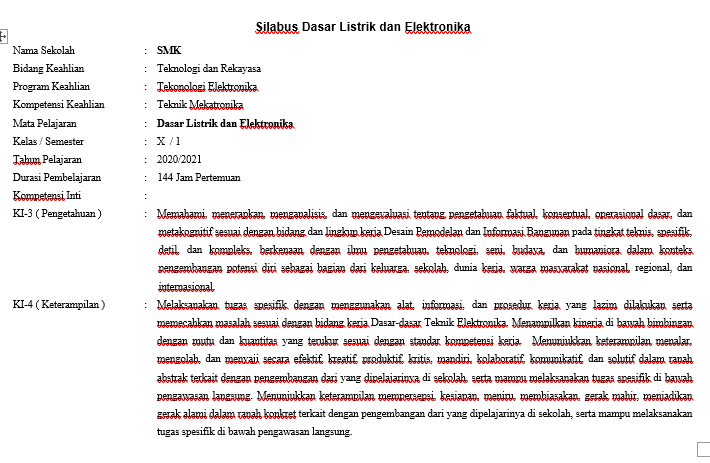 Silabus Dasar Listrik dan Elektronika
Nama Sekolah : SMK
Bidang Keahlian : Teknologi dan Rekayasa
Program Keahlian : Tekonologi Elektronika
Kompetensi Keahlian : Teknik Mekatronika
Mata Pelajaran : Dasar Listrik dan Elektronika
Kelas / Semester : X / 1
Tahun Pelajaran : 2020/2021
Durasi Pembelajaran : 144 Jam Pertemuan
Kompetensi Inti :
KI-3 ( Pengetahuan ) : Memahami, menerapkan, menganalisis, dan mengevaluasi tentang pengetahuan faktual, konseptual, operasional dasar, dan
metakognitif sesuai dengan bidang dan lingkup kerja Desain Pemodelan dan Informasi Bangunan pada tingkat teknis, spesifik,
detil, dan kompleks, berkenaan dengan ilmu pengetahuan, teknologi, seni, budaya, dan humaniora dalam konteks
pengembangan potensi diri sebagai bagian dari keluarga, sekolah, dunia kerja, warga masyarakat nasional, regional, dan
internasional.
KI-4 ( Keterampilan ) : Melaksanakan tugas spesifik dengan menggunakan alat, informasi, dan prosedur kerja yang lazim dilakukan serta
memecahkan masalah sesuai dengan bidang kerja Dasar-dasar Teknik Elektronika. Menampilkan kinerja di bawah bimbingan
dengan mutu dan kuantitas yang terukur sesuai dengan standar kompetensi kerja. Menunjukkan keterampilan menalar,
mengolah, dan menyaji secara efektif, kreatif, produktif, kritis, mandiri, kolaboratif, komunikatif, dan solutif dalam ranah
abstrak terkait dengan pengembangan dari yang dipelajarinya di sekolah, serta mampu melaksanakan tugas spesifik di bawah
pengawasan langsung. Menunjukkan keterampilan mempersepsi, kesiapan, meniru, membiasakan, gerak mahir, menjadikan
gerak alami dalam ranah konkret terkait dengan pengembangan dari yang dipelajarinya di sekolah, serta mampu melaksanakan
tugas spesifik di bawah pengawasan langsung.